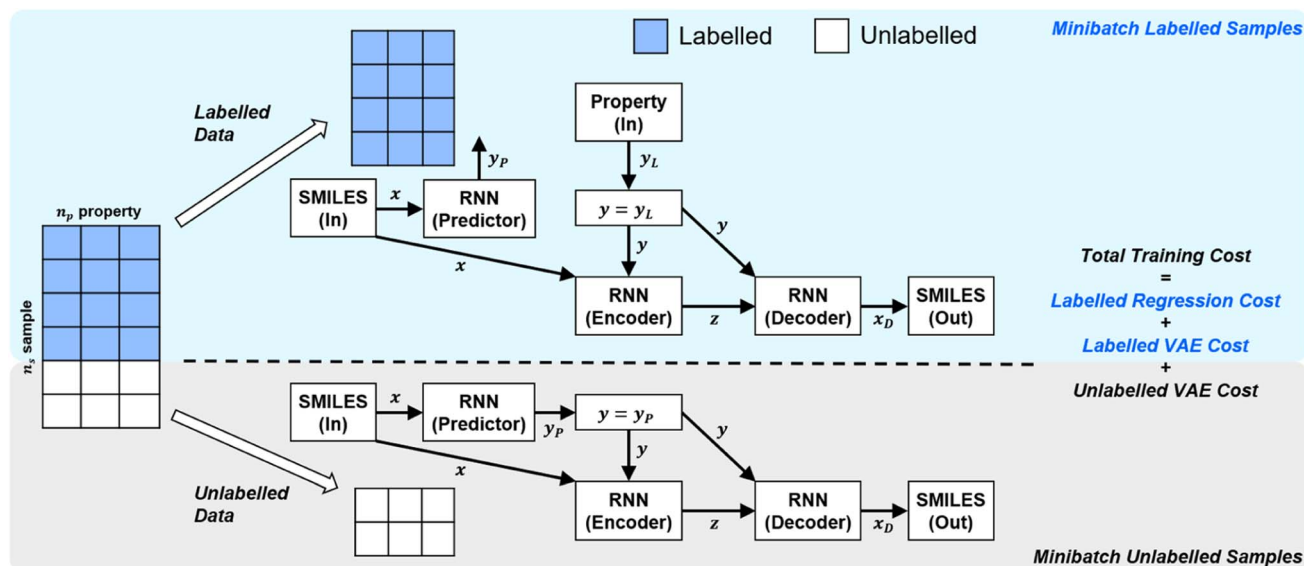 Labelled
Unlabelled
Minibatch Labelled Samples
Labelled
Data
Property
(In)
y_L
y_P
SMILES
(In)
x
RNN
(Predictor)
y = y_L
n_p property
n_s sample
x
y
y
RNN
(Encoder)
z
RNN
(Decoder)
x_D
SMILES
(Out)
Total Training Cost
=
Labelled Regression Cost
+
Labelled VAE Cost
+
Unlabelled VAE Cost
SMILES
(In)
x
RNN
(Predictor)
y_P
y = y_P
x
y
y
Unlabelled
Data
RNN
(Encoder)
z
RNN
(Decoder)
x_D
SMILES
(Out)
Minibatch Unlabelled Samples